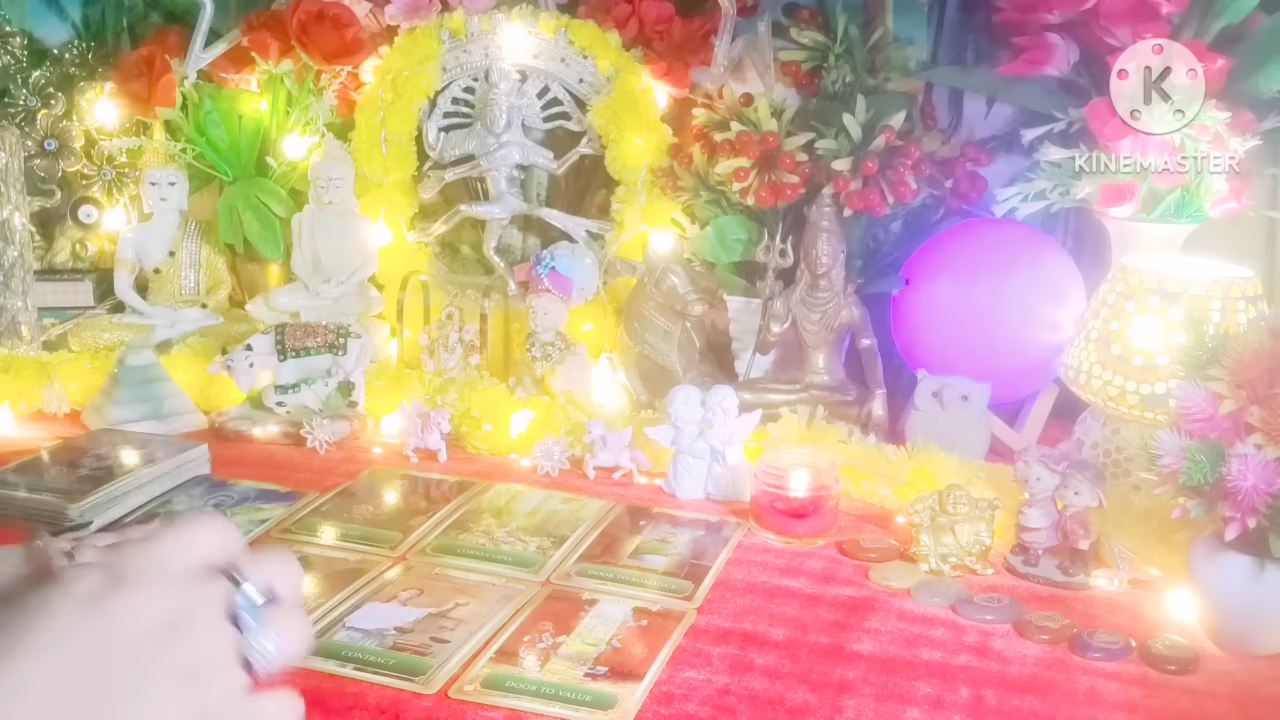 K
KINEMASTER
CORNUCOPIA
DOOR TO ROMANCE
CONTRACT
DOOR TO VALUE